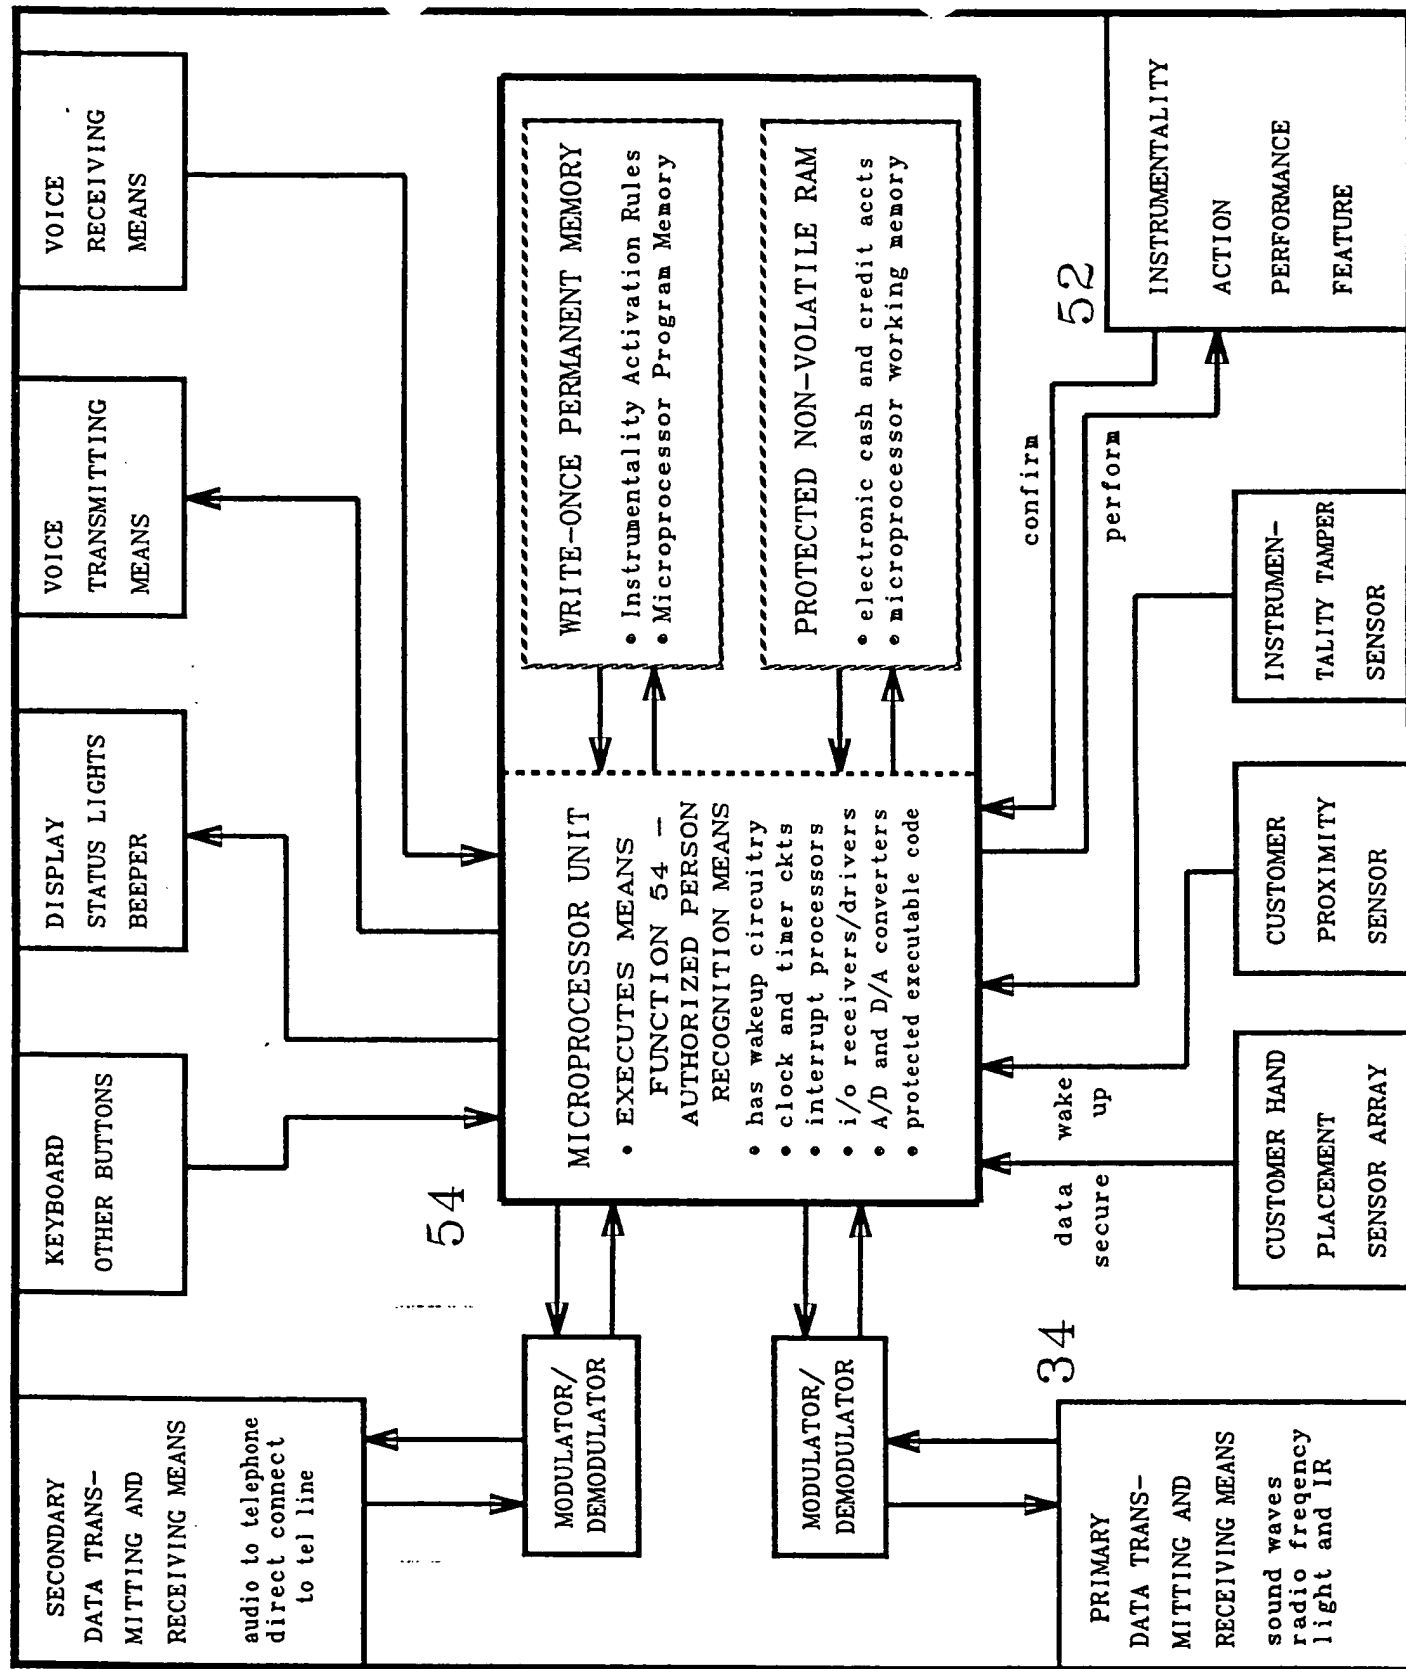 SECONDARY
DATA TRANS-
MITTING AND
RECEIVING MEANS
audio to telephone
direct connect
to tel line
KEYBOARD
OTHER BUTTONS
DISPLAY
STATUS LIGHTS
BEEPER
VOICE
TRANSMITTING
MEANS
VOICE
RECEIVING
MEANS
54
MODULATOR/
DEMODULATOR
MODULATOR/
DEMODULATOR
MICROPROCESSOR UNIT
• EXECUTES MEANS
FUNCTION 54 —
AUTHORIZED PERSON
RECOGNITION MEANS
• has wakeup circuitry
• clock and timer ckts
• interrupt processors
• i/o receivers/drivers
• A/D and D/A converters
• protected executable code
WRITE-ONCE PERMANENT MEMORY
• Instrumentality Activation Rules
• Microprocessor Program Memory
PROTECTED NON-VOLATILE RAM
• electronic cash and credit accts
• microprocessor working memory
34
PRIMARY
DATA TRANS-
MITTING AND
RECEIVING MEANS
sound waves
radio freqency
light and IR
data
secure
wake
up
confirm
perform
52
CUSTOMER HAND
PLACEMENT
SENSOR ARRAY
CUSTOMER
PROXIMITY
SENSOR
INSTRUMEN-
TALITY TAMPER
SENSOR
INSTRUMENTALITY
ACTION
PERFORMANCE
FEATURE